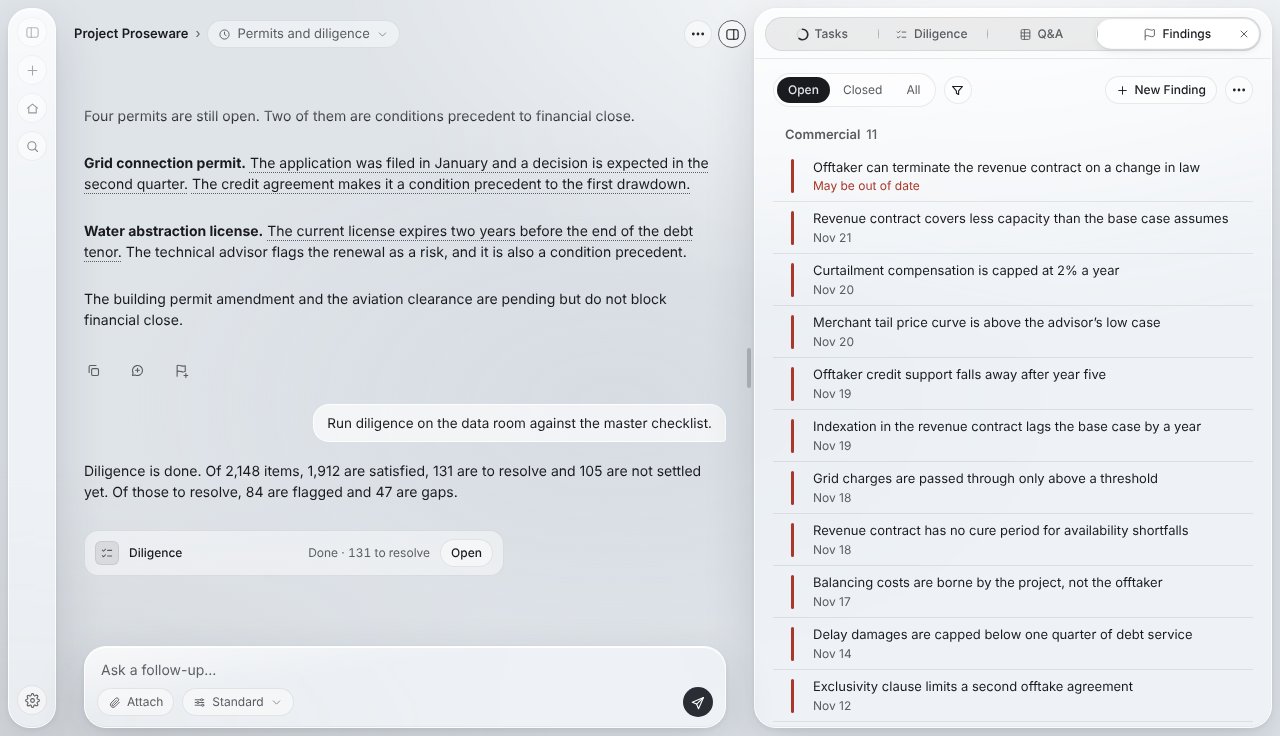 Project Proseware › Permits and diligence
Four permits are still open. Two of them are conditions precedent to financial close.
Grid connection permit. The application was filed in January and a decision is expected in the
second quarter. The credit agreement makes it a condition precedent to the first drawdown.
Water abstraction license. The current license expires two years before the end of the debt
tenor. The technical advisor flags the renewal as a risk, and it is also a condition precedent.
The building permit amendment and the aviation clearance are pending but do not block
financial close.
Run diligence on the data room against the master checklist.
Diligence is done. Of 2,148 items, 1,912 are satisfied, 131 are to resolve and 105 are not settled
yet. Of those to resolve, 84 are flagged and 47 are gaps.
Diligence Done · 131 to resolve Open
Ask a follow-up…
Attach Standard
Tasks Diligence Q&A Findings
Open Closed All New Finding
Commercial 11
Offtaker can terminate the revenue contract on a change in law
May be out of date
Revenue contract covers less capacity than the base case assumes
Nov 21
Curtailment compensation is capped at 2% a year
Nov 20
Merchant tail price curve is above the advisor’s low case
Nov 20
Offtaker credit support falls away after year five
Nov 19
Indexation in the revenue contract lags the base case by a year
Nov 19
Grid charges are passed through only above a threshold
Nov 18
Revenue contract has no cure period for availability shortfalls
Nov 18
Balancing costs are borne by the project, not the offtaker
Nov 17
Delay damages are capped below one quarter of debt service
Nov 14
Exclusivity clause limits a second offtake agreement
Nov 12